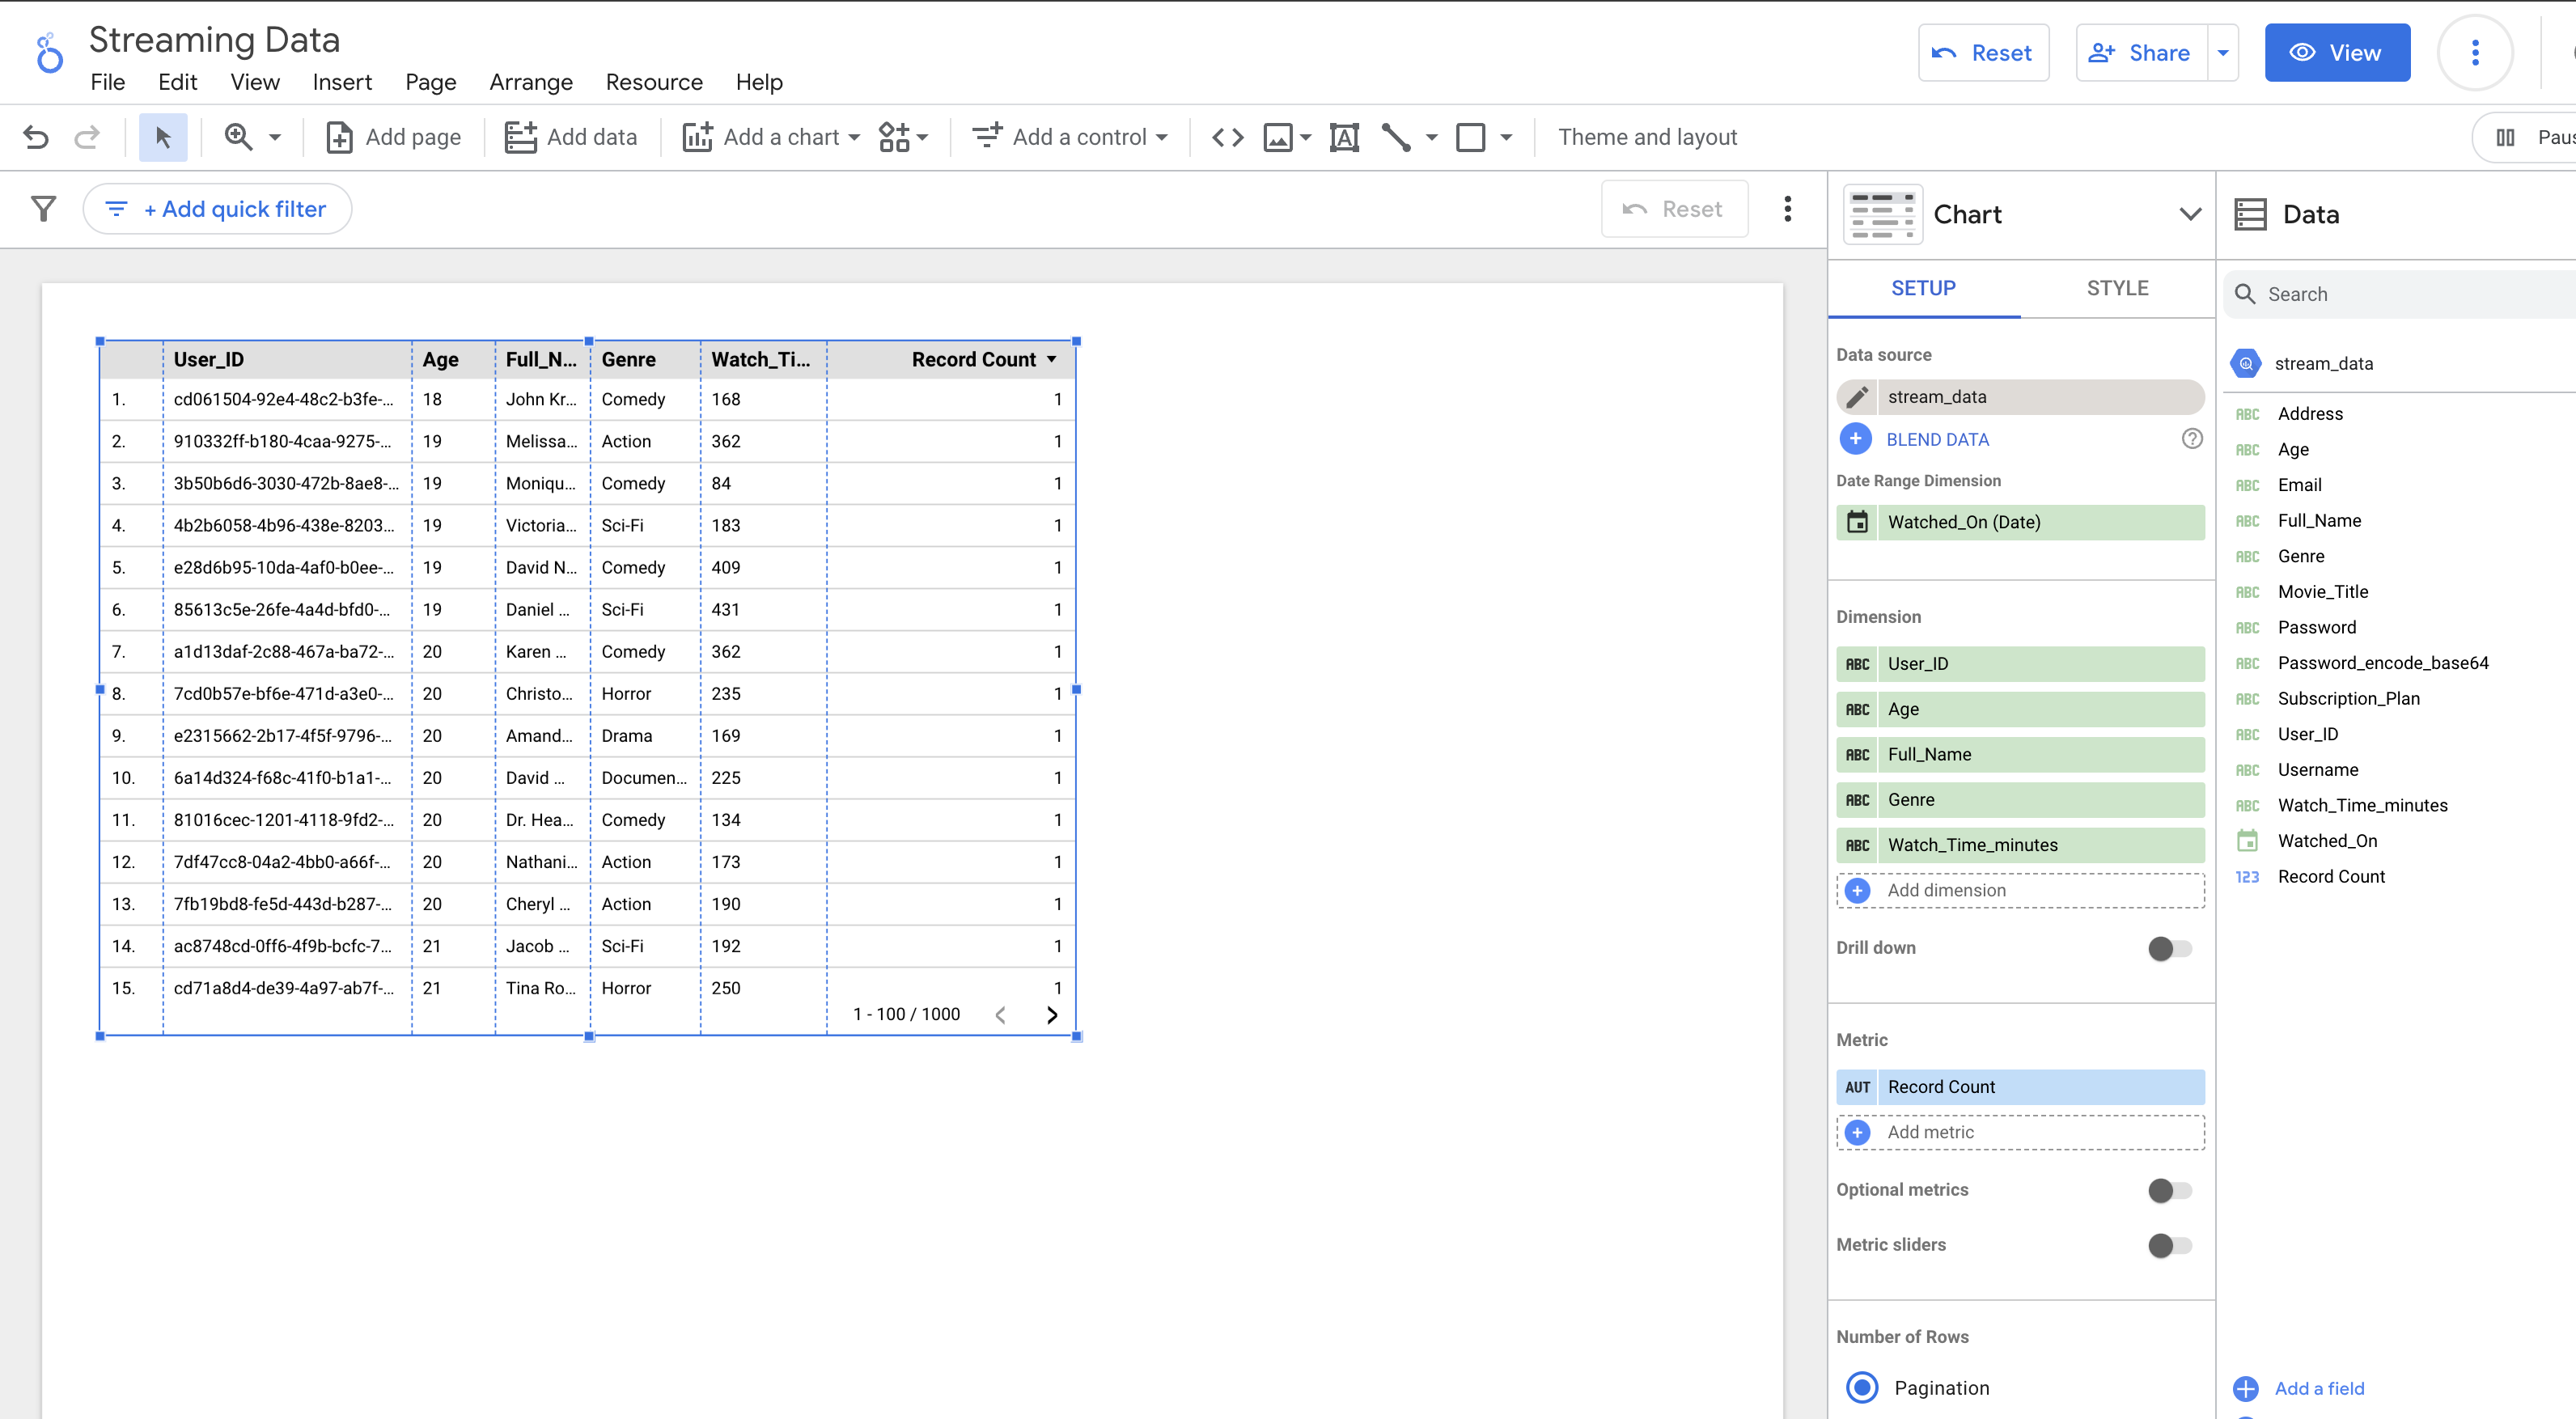 Streaming Data
File Edit View Insert Page Arrange Resource Help
Reset Share View
Add page Add data Add a chart Add a control Theme and layout
+ Add quick filter Reset
User_ID Age Full_N... Genre Watch_Ti... Record Count
1. cd061504-92e4-48c2-b3fe-... 18 John Kr... Comedy 168 1
2. 910332ff-b180-4caa-9275-... 19 Melissa... Action 362 1
3. 3b50b6d6-3030-472b-8ae8-... 19 Moniqu... Comedy 84 1
4. 4b2b6058-4b96-438e-8203... 19 Victoria... Sci-Fi 183 1
5. e28d6b95-10da-4af0-b0ee-... 19 David N... Comedy 409 1
6. 85613c5e-26fe-4a4d-bfd0-... 19 Daniel ... Sci-Fi 431 1
7. a1d13daf-2c88-467a-ba72-... 20 Karen ... Comedy 362 1
8. 7cd0b57e-bf6e-471d-a3e0-... 20 Christo... Horror 235 1
9. e2315662-2b17-4f5f-9796-... 20 Amand... Drama 169 1
10. 6a14d324-f68c-41f0-b1a1-... 20 David ... Documen... 225 1
11. 81016cec-1201-4118-9fd2-... 20 Dr. Hea... Comedy 134 1
12. 7df47cc8-04a2-4bb0-a66f-... 20 Nathani... Action 173 1
13. 7fb19bd8-fe5d-443d-b287-... 20 Cheryl ... Action 190 1
14. ac8748cd-0ff6-4f9b-bcfc-7... 21 Jacob ... Sci-Fi 192 1
15. cd71a8d4-de39-4a97-ab7f-... 21 Tina Ro... Horror 250 1
1 - 100 / 1000
Chart
SETUP STYLE
Data source
stream_data
BLEND DATA
Date Range Dimension
Watched_On (Date)
Dimension
ABC User_ID
ABC Age
ABC Full_Name
ABC Genre
ABC Watch_Time_minutes
Add dimension
Drill down
Metric
AUT Record Count
Add metric
Optional metrics
Metric sliders
Number of Rows
Pagination
Data
Search
stream_data
ABC Address
ABC Age
ABC Email
ABC Full_Name
ABC Genre
ABC Movie_Title
ABC Password
ABC Password_encode_base64
ABC Subscription_Plan
ABC User_ID
ABC Username
ABC Watch_Time_minutes
Watched_On
123 Record Count
Add a field